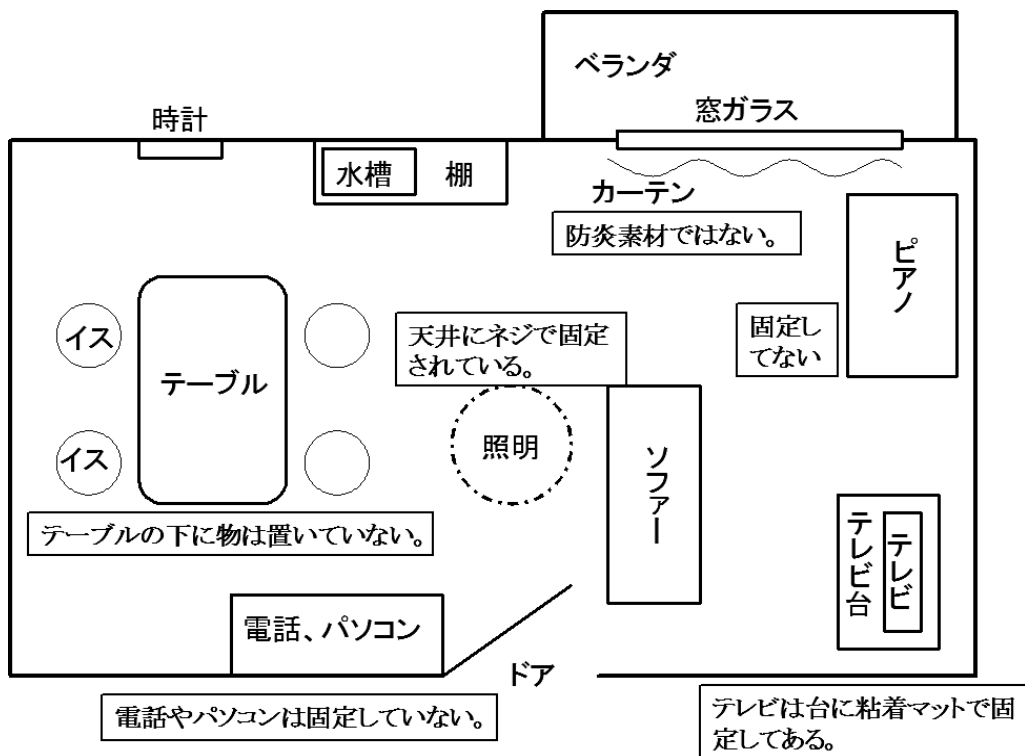 ベランダ
時計
窓ガラス
水槽
棚
カーテン
防炎素材ではない。
ピアノ
イス
テーブル
天井にネジで固定
されている。
固定し
てない
イス
照明
ソファー
テーブルの下に物は置いていない。
テレビ台
テレビ
電話、パソコン
ドア
電話やパソコンは固定していない。
テレビは台に粘着マットで固
定してある。